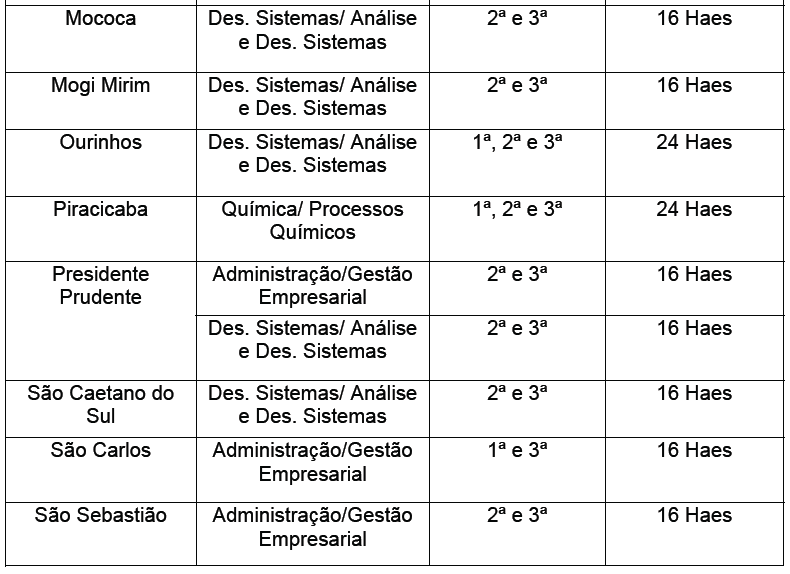 Mococa Des. Sistemas/ Análise 2ª e 3ª 16 Haes
e Des. Sistemas
Mogi Mirim Des. Sistemas/ Análise 2ª e 3ª 16 Haes
e Des. Sistemas
Ourinhos Des. Sistemas/ Análise 1ª, 2ª e 3ª 24 Haes
e Des. Sistemas
Piracicaba Química/ Processos 1ª, 2ª e 3ª 24 Haes
Químicos
Presidente Administração/Gestão 2ª e 3ª 16 Haes
Prudente Empresarial
Des. Sistemas/ Análise 2ª e 3ª 16 Haes
e Des. Sistemas
São Caetano do Des. Sistemas/ Análise 2ª e 3ª 16 Haes
Sul e Des. Sistemas
São Carlos Administração/Gestão 1ª e 3ª 16 Haes
Empresarial
São Sebastião Administração/Gestão 2ª e 3ª 16 Haes
Empresarial